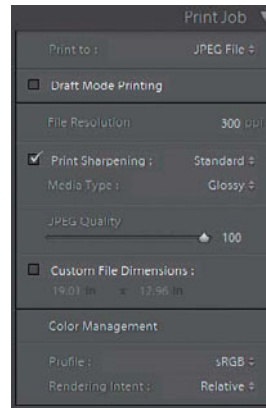 Print Job
Print to : JPEG File
Draft Mode Printing
File Resolution 300 ppi
Print Sharpening : Standard
Media Type : Glossy
JPEG Quality
100
Custom File Dimensions :
19.01 in x 12.96 in
Color Management
Profile : sRGB
Rendering Intent : Relative